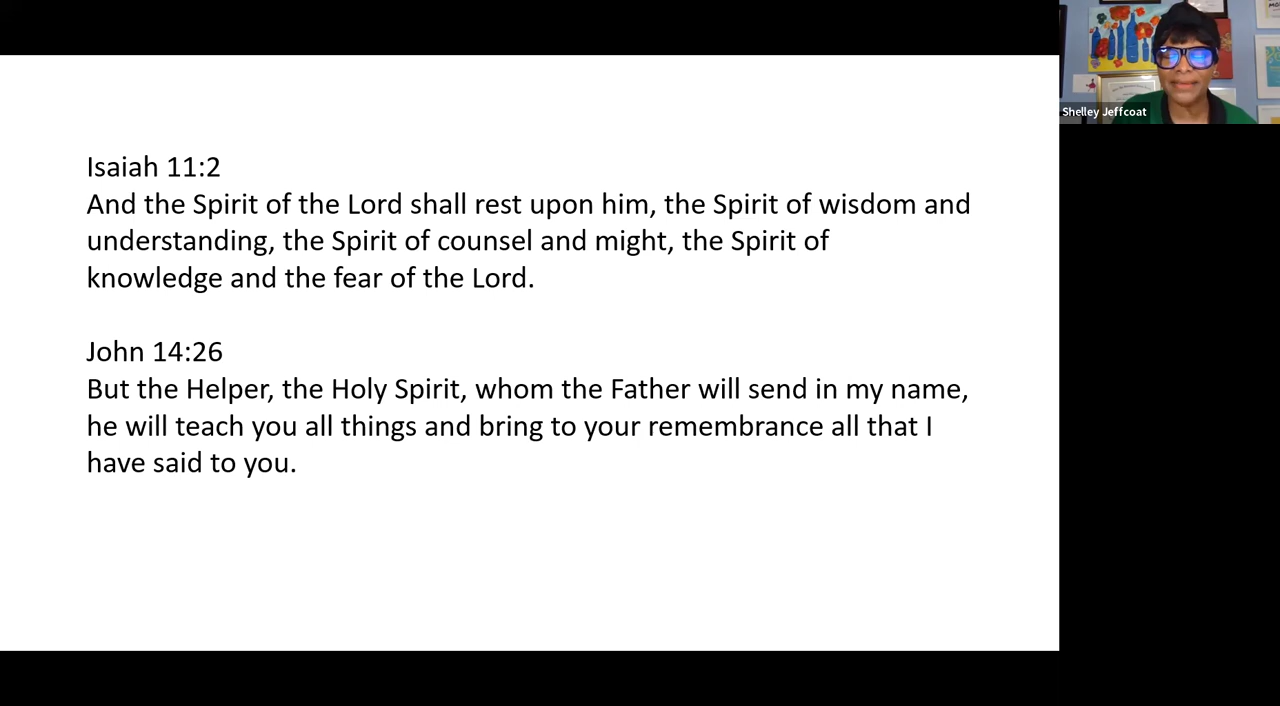 Isaiah 11:2
And the Spirit of the Lord shall rest upon him, the Spirit of wisdom and
understanding, the Spirit of counsel and might, the Spirit of
knowledge and the fear of the Lord.
John 14:26
But the Helper, the Holy Spirit, whom the Father will send in my name,
he will teach you all things and bring to your remembrance all that I
have said to you.
Shelley Jeffcoat